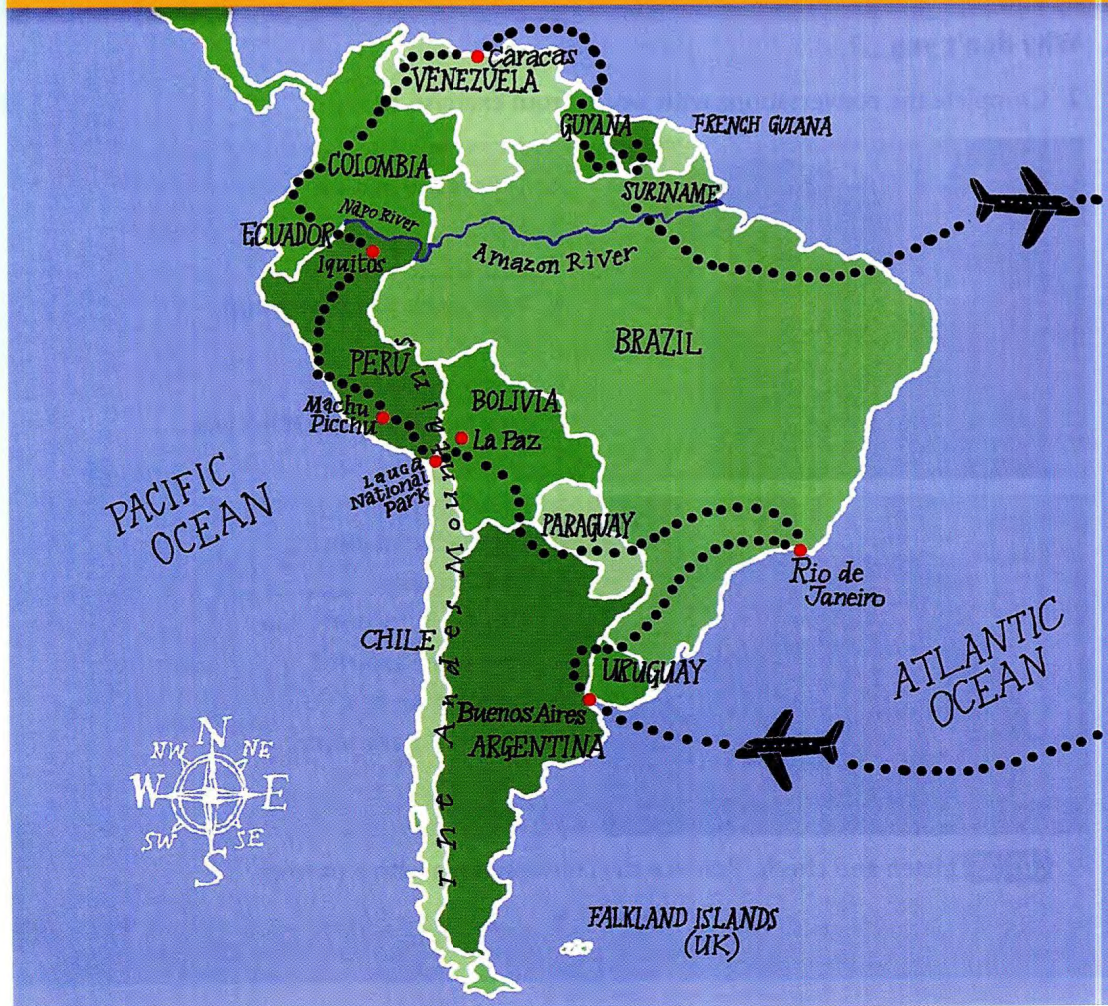 Caracas
VENEZUELA
GUYANA
FRENCH GUIANA
COLOMBIA
SURINAME
Napo River
ECUADOR
Iquitos
Amazon River
BRAZIL
PERU
BOLIVIA
Machu
Picchu
La Paz
Lauca
National
Park
PACIFIC
OCEAN
PARAGUAY
Rio de
Janeiro
The Andes Mountains
CHILE
URUGUAY
ATLANTIC
OCEAN
Buenos Aires
ARGENTINA
N
NW
NE
W
E
SW
SE
S
FALKLAND ISLANDS
(UK)